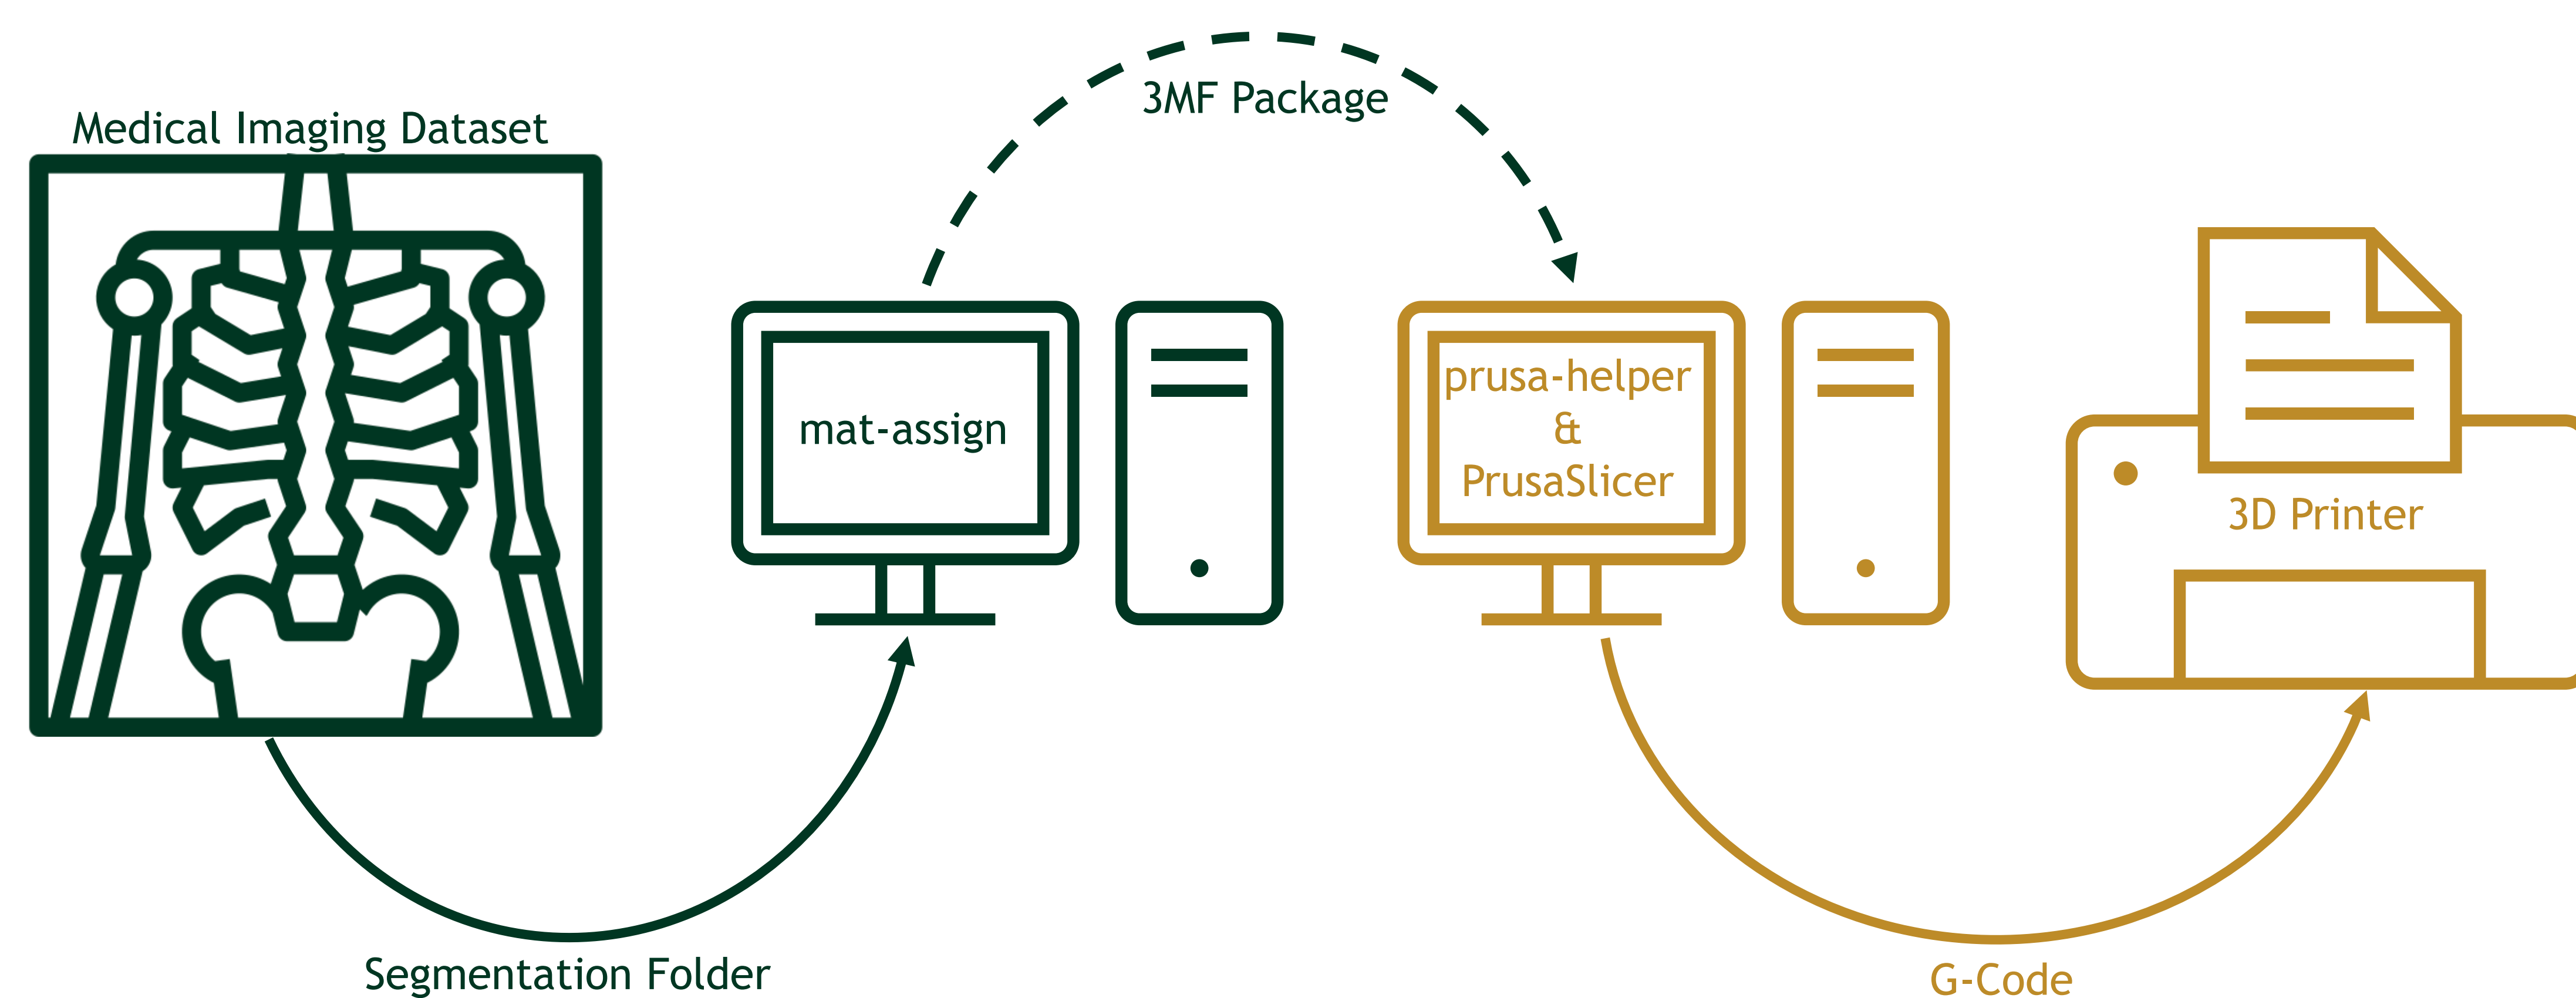 Medical Imaging Dataset
Segmentation Folder
mat-assign
3MF Package
prusa-helper
&
PrusaSlicer
G-Code
3D Printer